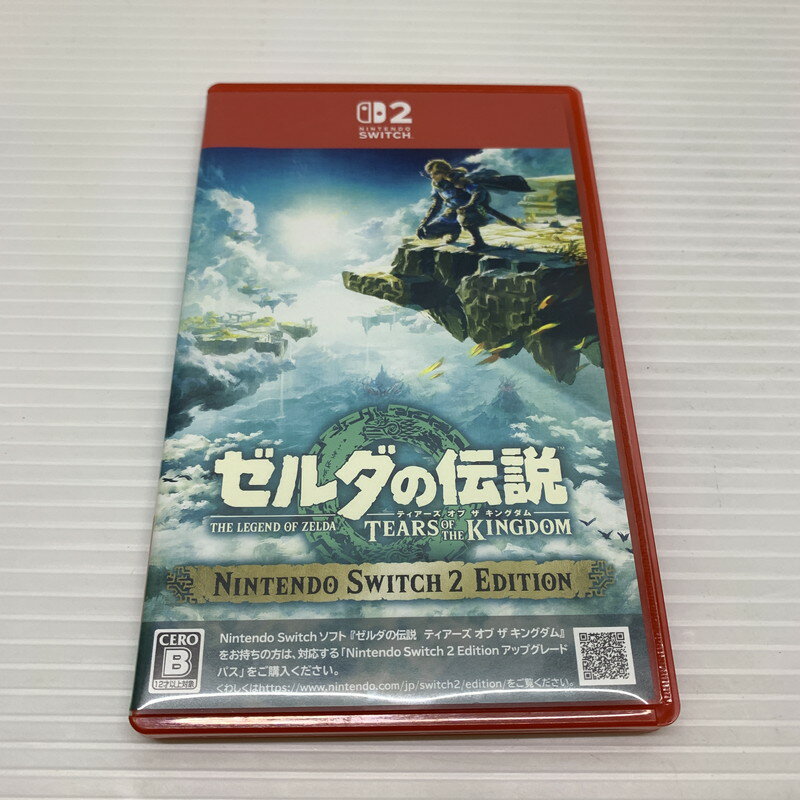 2
NINTENDO
SWITCH
ゼルダの伝説
ティアーズ オブ ザ キングダム
THE LEGEND OF ZELDA TEARS OF THE KINGDOM
NINTENDO SWITCH 2 EDITION
CERO
B
12才以上対象
Nintendo Switch ソフト『ゼルダの伝説 ティアーズ オブ ザ キングダム』
をお持ちの方は、対応する「Nintendo Switch 2 Edition アップグレード
パス」をご購入ください。
くわしくはhttps://www.nintendo.com/jp/switch2/edition/をご覧ください。